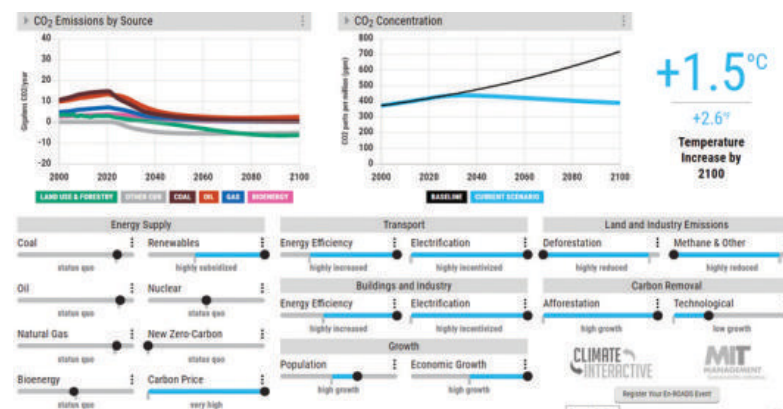 CO2 Emissions by Source
CO2 Concentration
Gigatons CO2/year
40
30
20
10
0
-10
-20
2000 2020 2040 2060 2080 2100
LAND USE & FORESTRY OTHER CO2 COAL OIL GAS BIOENERGY
CO2 parts per million (ppm)
800
700
600
500
400
300
200
100
0
2000 2020 2040 2060 2080 2100
BASELINE CURRENT SCENARIO
+1.5°C
+2.6°F
Temperature
Increase by
2100
Energy Supply
Coal
status quo
Renewables
highly subsidized
Oil
status quo
Nuclear
status quo
Natural Gas
status quo
New Zero-Carbon
status quo
Bioenergy
status quo
Carbon Price
very high
Transport
Energy Efficiency
highly increased
Electrification
highly incentivized
Buildings and Industry
Energy Efficiency
highly increased
Electrification
highly incentivized
Growth
Population
high growth
Economic Growth
high growth
Land and Industry Emissions
Deforestation
highly reduced
Methane & Other
highly reduced
Carbon Removal
Afforestation
high growth
Technological
low growth
CLIMATE
INTERACTIVE
MIT
MANAGEMENT
Register Your En-ROADS Event